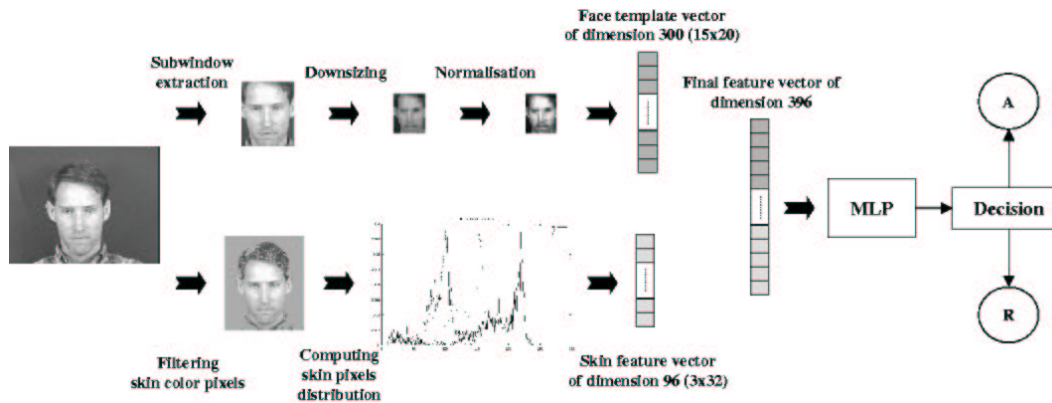 Face template vector
of dimension 300 (15x20)
Subwindow
extraction
Downsizing
Normalisation
Final feature vector of
dimension 396
A
MLP
Decision
R
Filtering
skin color pixels
Computing
skin pixels
distribution
Skin feature vector
of dimension 96 (3x32)